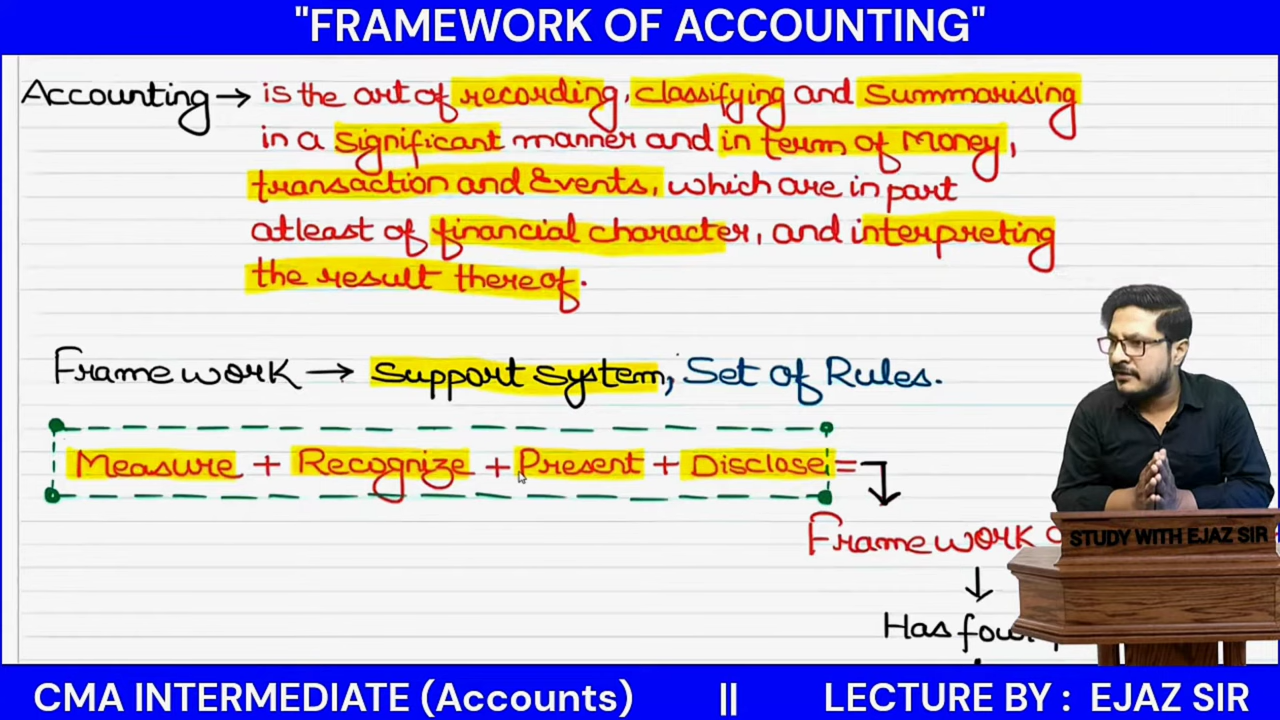 "FRAMEWORK OF ACCOUNTING"
Accounting → is the art of recording, classifying and Summarising
in a significant manner and in term of Money,
transaction and Events, which are in part
atleast of financial character, and interpreting
the result thereof.
Framework → Support System, Set of Rules.
Measure + Recognize + Present + Disclose =
Framework
STUDY WITH EJAZ SIR
Has four
CMA INTERMEDIATE (Accounts) || LECTURE BY : EJAZ SIR